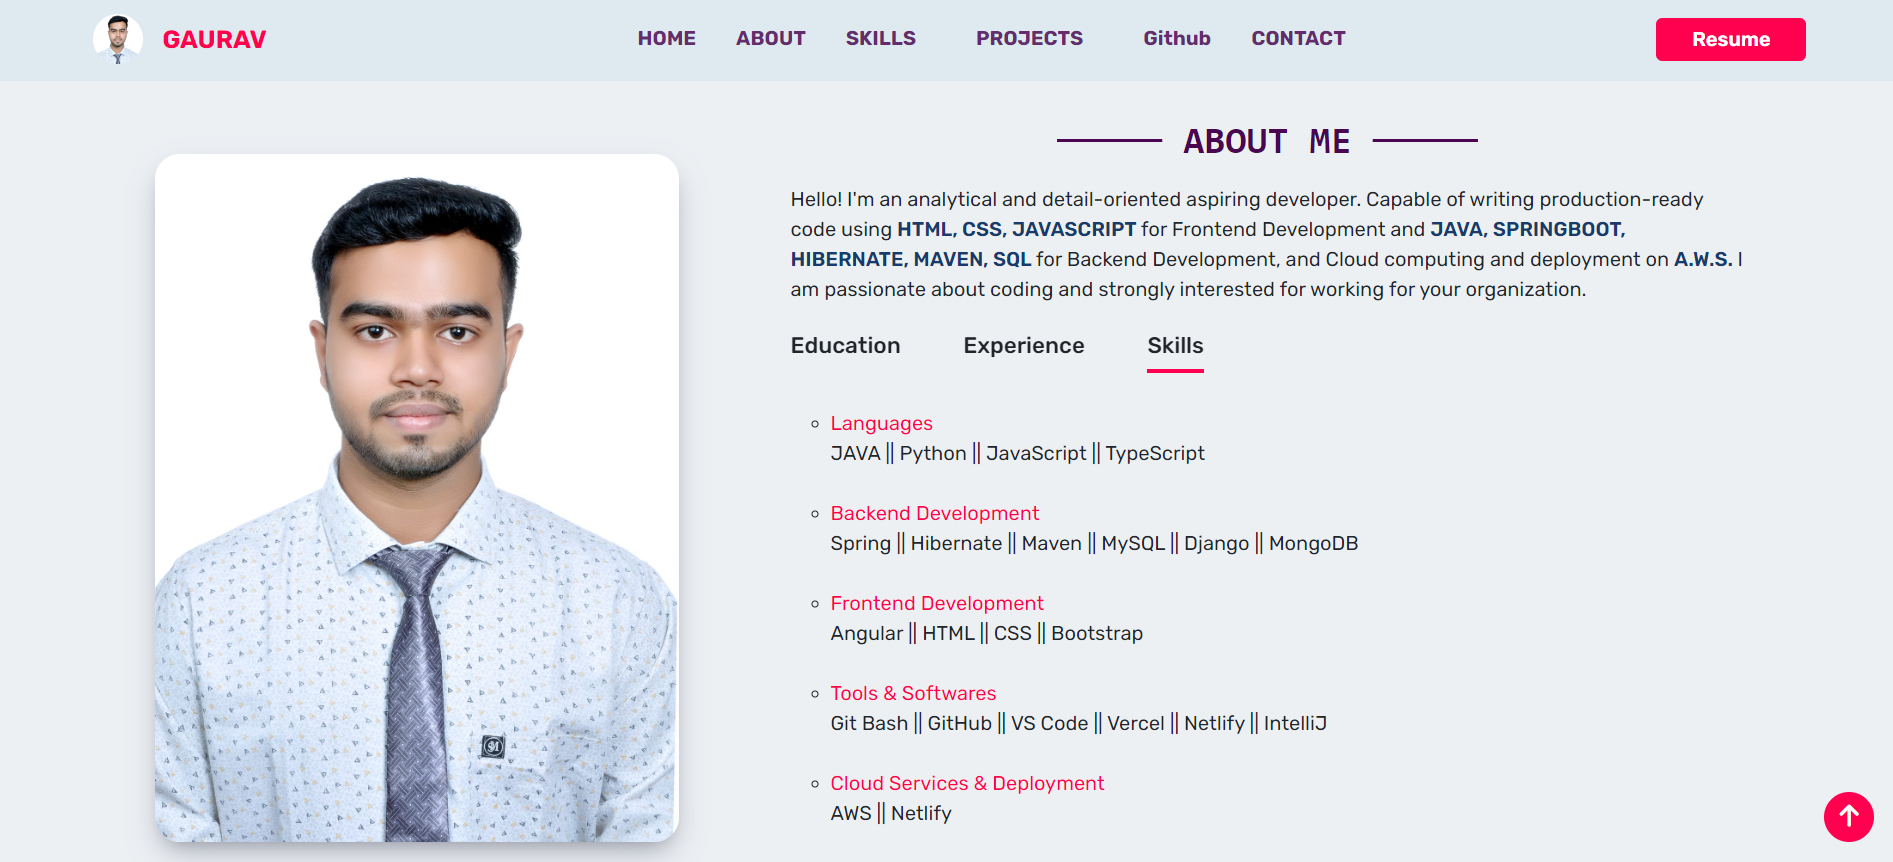 GAURAV
HOME ABOUT SKILLS PROJECTS Github CONTACT
Resume
ABOUT ME
Hello! I'm an analytical and detail-oriented aspiring developer. Capable of writing production-ready
code using HTML, CSS, JAVASCRIPT for Frontend Development and JAVA, SPRINGBOOT,
HIBERNATE, MAVEN, SQL for Backend Development, and Cloud computing and deployment on A.W.S. I
am passionate about coding and strongly interested for working for your organization.
Education Experience Skills
Languages
JAVA || Python || JavaScript || TypeScript
Backend Development
Spring || Hibernate || Maven || MySQL || Django || MongoDB
Frontend Development
Angular || HTML || CSS || Bootstrap
Tools & Softwares
Git Bash || GitHub || VS Code || Vercel || Netlify || IntelliJ
Cloud Services & Deployment
AWS || Netlify